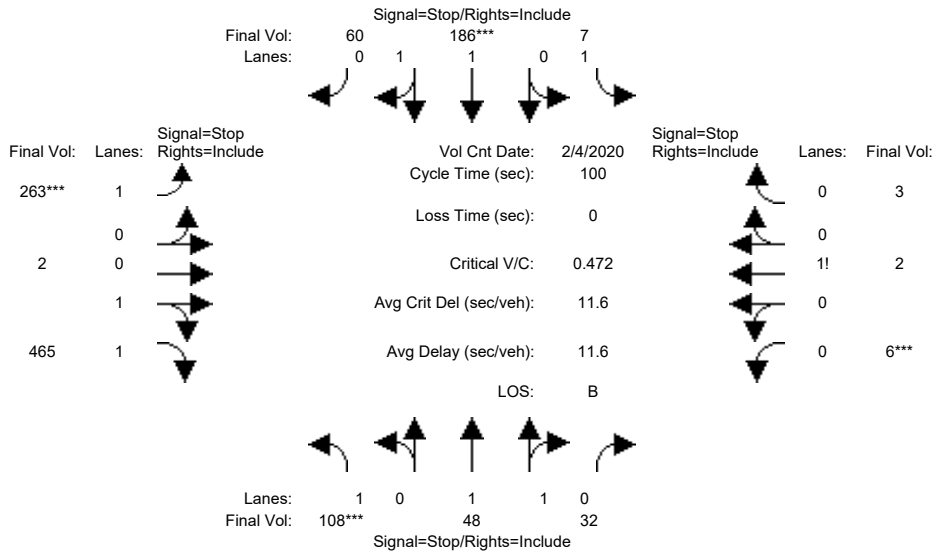 Signal=Stop/Rights=Include
Final Vol: 60 186*** 7
Lanes: 0 1 1 0 1
Signal=Stop
Final Vol: Lanes: Rights=Include
Vol Cnt Date: 2/4/2020
Signal=Stop
Rights=Include Lanes: Final Vol:
Cycle Time (sec): 100
263*** 1
0 3
Loss Time (sec): 0
0
0
2 0
Critical V/C: 0.472
1! 2
1
Avg Crit Del (sec/veh): 11.6
0
465 1
Avg Delay (sec/veh): 11.6
0 6***
LOS: B
Lanes: 1 0 1 1 0
Final Vol: 108*** 48 32
Signal=Stop/Rights=Include